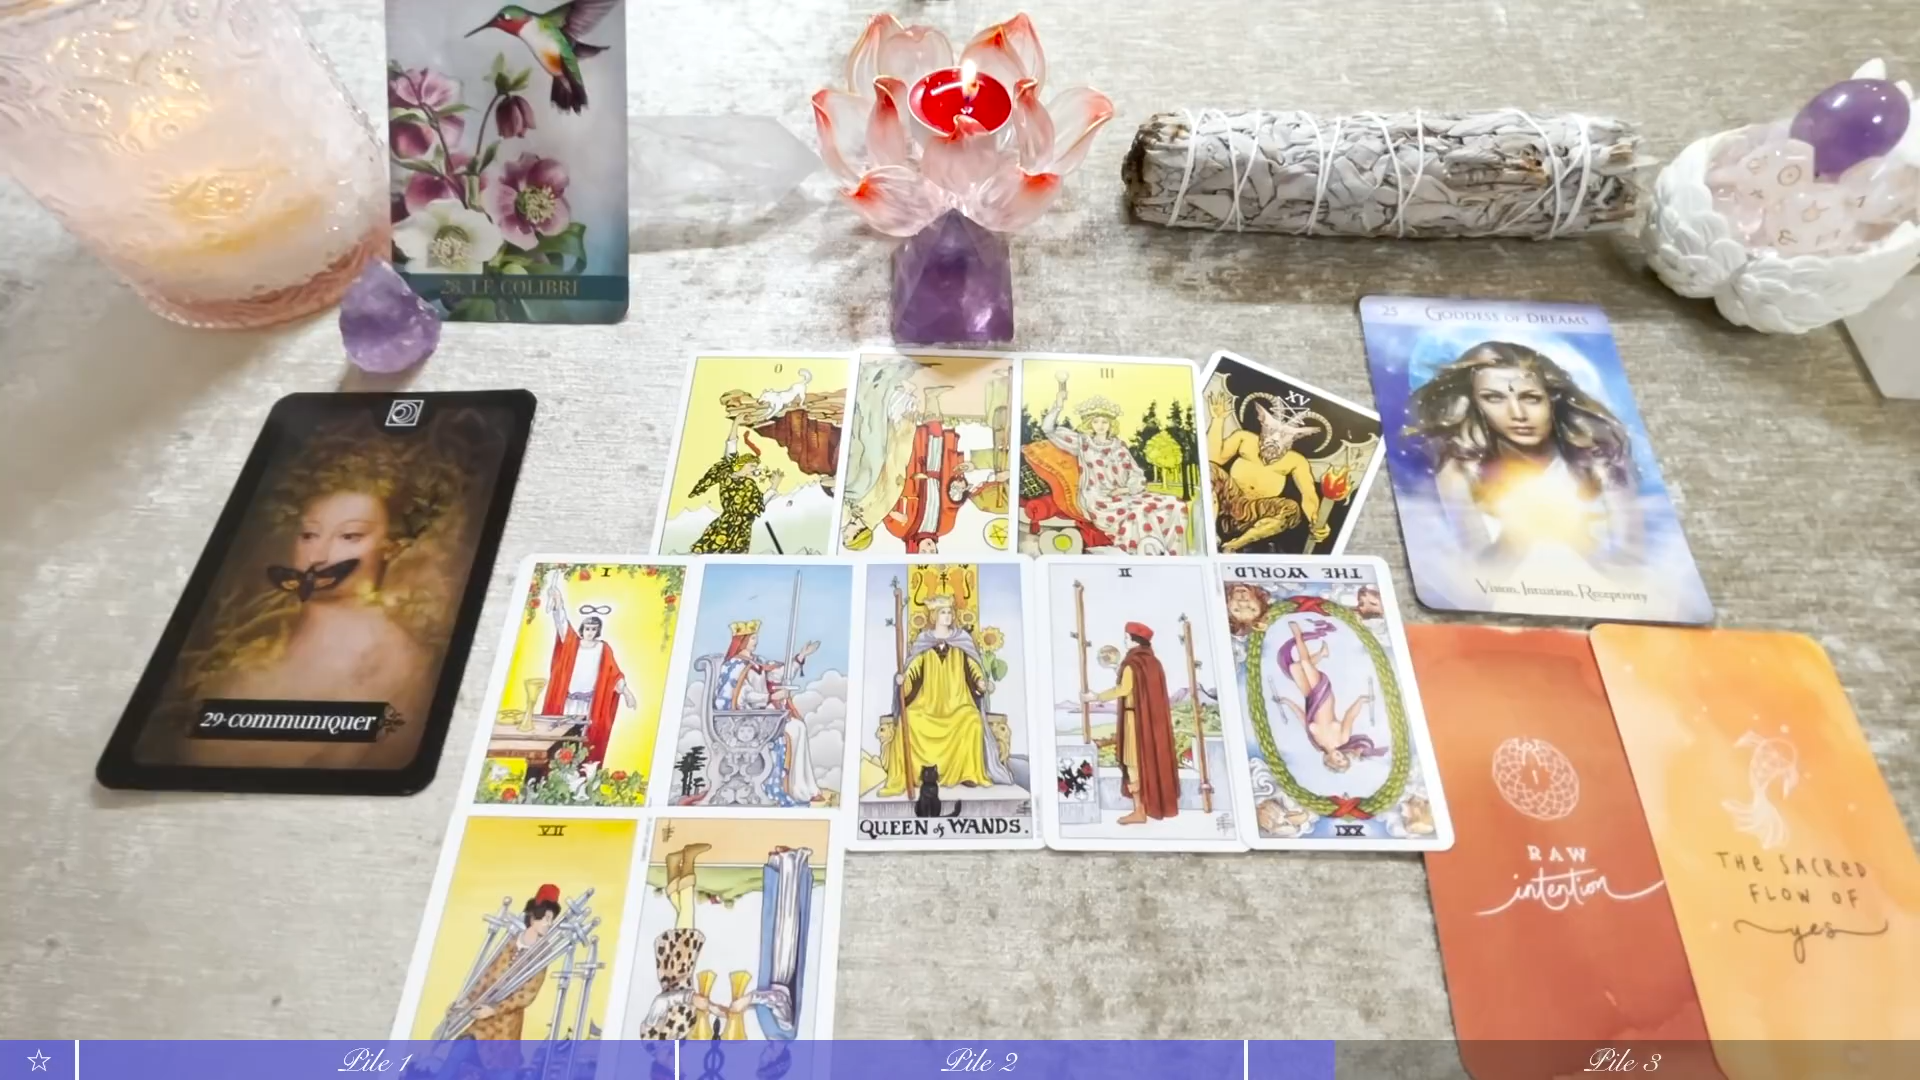 28. LE COLIBRI
25 GODDESS OF DREAMS
0
III
XV
Vision, Intuition, Receptivity
I
II
THE WORLD.
29-communiquer
QUEEN of WANDS.
XXI
VII
RAW
intention
THE SACRED
FLOW OF
yes
Pile 1
Pile 2
Pile 3